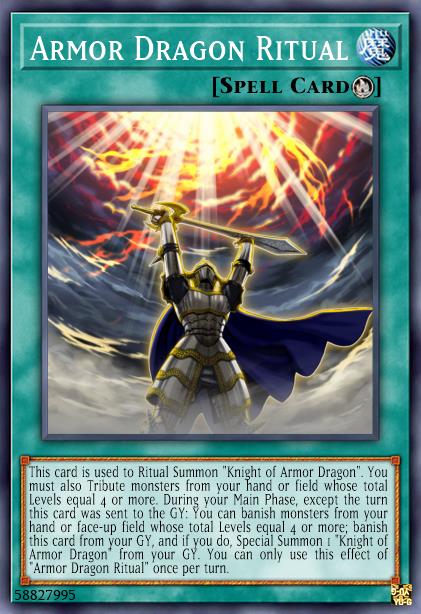 Armor Dragon Ritual
[Spell Card]
This card is used to Ritual Summon "Knight of Armor Dragon". You
must also Tribute monsters from your hand or field whose total
Levels equal 4 or more. During your Main Phase, except the turn
this card was sent to the GY: You can banish monsters from your
hand or face-up field whose total Levels equal 4 or more; banish
this card from your GY, and if you do, Special Summon 1 "Knight of
Armor Dragon" from your GY. You can only use this effect of
"Armor Dragon Ritual" once per turn.
58827995